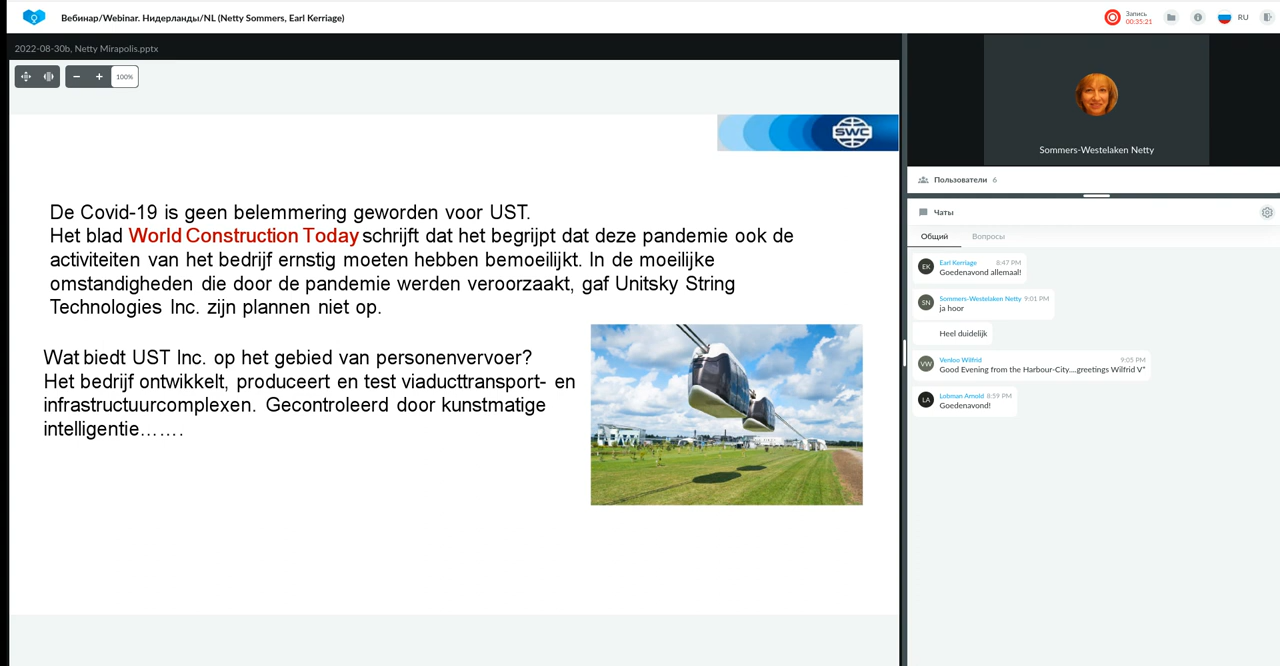 Вебинар/Webinar. Нидерланды/NL (Netty Sommers, Earl Kerriage)
Запись
00:35:21
RU
2022-08-30b, Netty Mirapolis.pptx
100%
SWC
De Covid-19 is geen belemmering geworden voor UST.
Het blad World Construction Today schrijft dat het begrijpt dat deze pandemie ook de
activiteiten van het bedrijf ernstig moeten hebben bemoeilijkt. In de moeilijke
omstandigheden die door de pandemie werden veroorzaakt, gaf Unitsky String
Technologies Inc. zijn plannen niet op.
Wat biedt UST Inc. op het gebied van personenvervoer?
Het bedrijf ontwikkelt, produceert en test viaducttransport- en
infrastructuurcomplexen. Gecontroleerd door kunstmatige
intelligentie…….
Sommers-Westelaken Netty
Пользователи 6
Чаты
Общий Вопросы
EK
Earl Kerriage 8:47 PM
Goedenavond allemaal!
SN
Sommers-Westelaken Netty 9:01 PM
ja hoor
Heel duidelijk
VW
Venloo Wilfrid 9:05 PM
Good Evening from the Harbour-City....greetings Wilfrid V"
LA
Lobman Arnold 8:59 PM
Goedenavond!